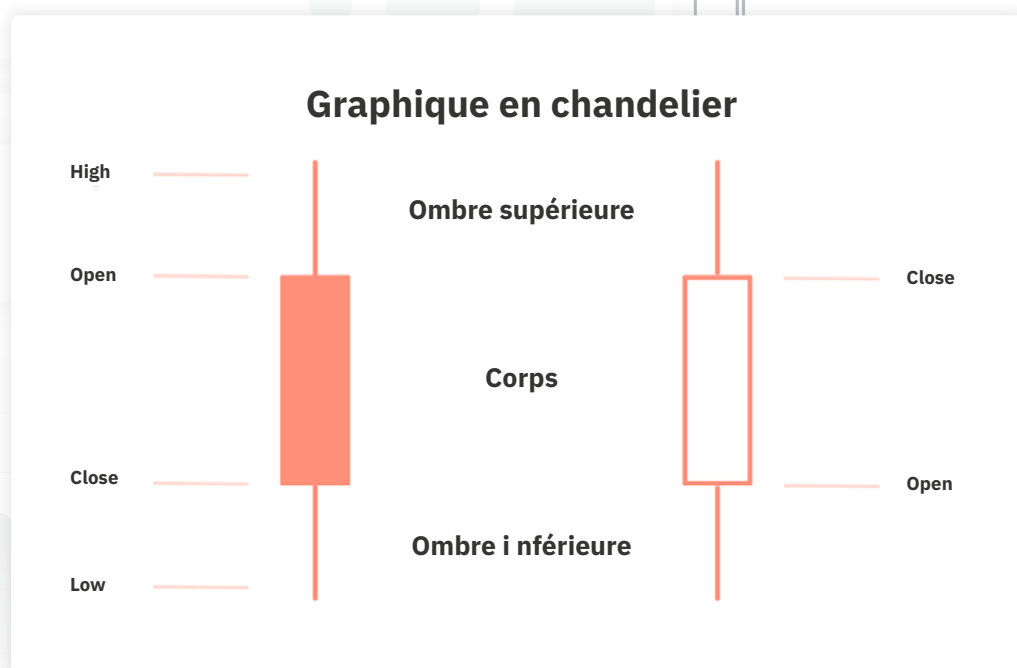 Graphique en chandelier
High
Ombre supérieure
Open
Close
Corps
Close
Open
Ombre i nférieure
Low